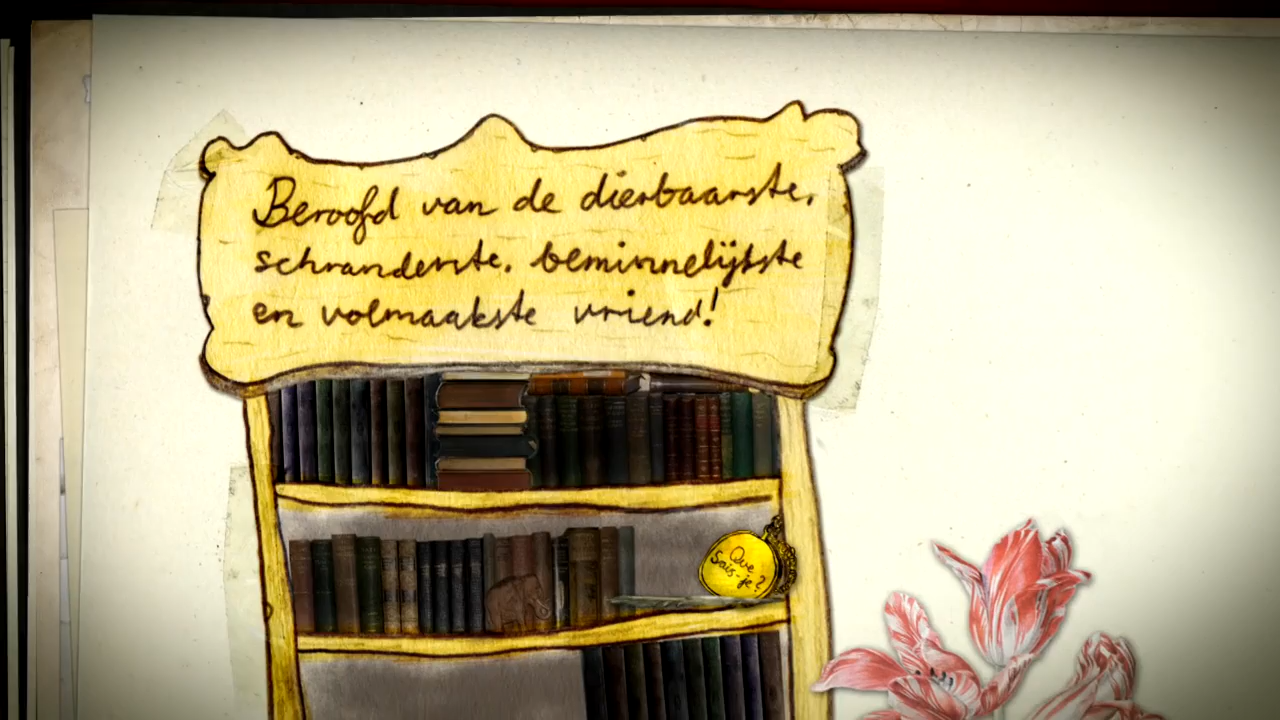 Beroofd van de dierbaarste,
schranderste, beminnelijkste
en volmaakste vriend!
Que
Sais-je?